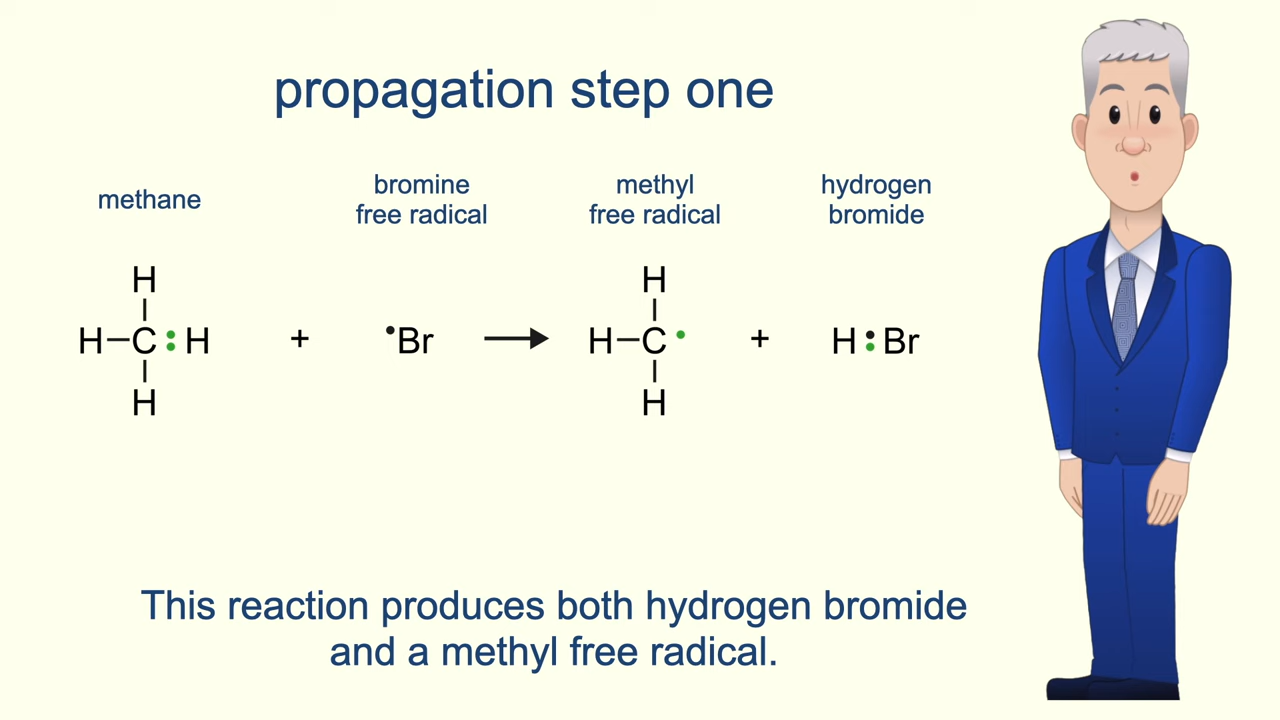 propagation step one
methane
bromine
free radical
methyl
free radical
hydrogen
bromide
H
H–C:H
H
+
•Br
H
H–C•
H
+
H:Br
This reaction produces both hydrogen bromide
and a methyl free radical.